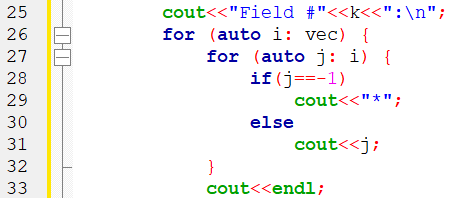 25 cout<<"Field #"<<k<<":\n";
26 for (auto i: vec) {
27 for (auto j: i) {
28 if(j==-1)
29 cout<<"*";
30 else
31 cout<<j;
32 }
33 cout<<endl;